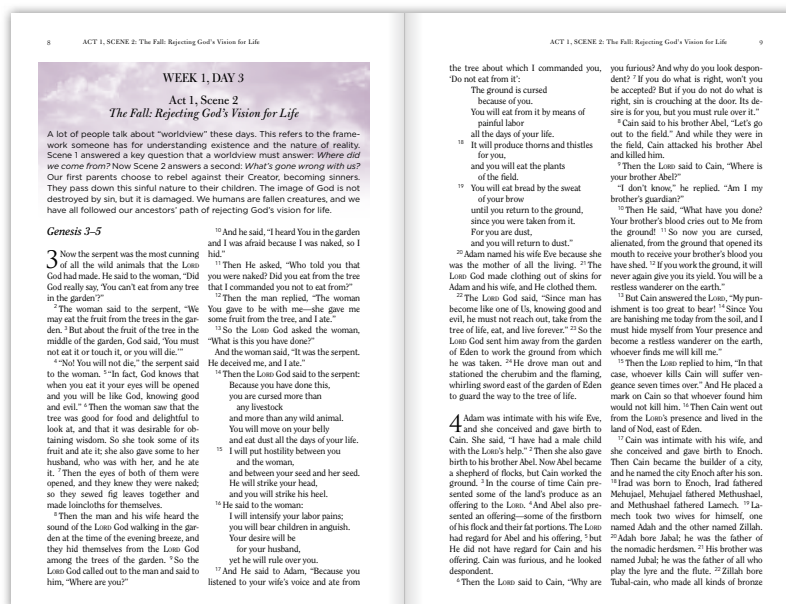 8
ACT 1, SCENE 2: The Fall: Rejecting God's Vision for Life
WEEK 1, DAY 3
Act 1, Scene 2
The Fall: Rejecting God's Vision for Life
A lot of people talk about “worldview” these days. This refers to the frame-
work someone has for understanding existence and the nature of reality.
Scene 1 answered a key question that a worldview must answer: Where did
we come from? Now Scene 2 answers a second: What's gone wrong with us?
Our first parents choose to rebel against their Creator, becoming sinners.
They pass down this sinful nature to their children. The image of God is not
destroyed by sin, but it is damaged. We humans are fallen creatures, and we
have all followed our ancestors' path of rejecting God's vision for life.
Genesis 3–5
3 Now the serpent was the most cunning
of all the wild animals that the LORD
God had made. He said to the woman, “Did
God really say, ‘You can't eat from any tree
in the garden’?”
2 The woman said to the serpent, “We
may eat the fruit from the trees in the gar-
den. 3 But about the fruit of the tree in the
middle of the garden, God said, ‘You must
not eat it or touch it, or you will die.’”
4 “No! You will not die,” the serpent said
to the woman. 5 “In fact, God knows that
when you eat it your eyes will be opened
and you will be like God, knowing good
and evil.” 6 Then the woman saw that the
tree was good for food and delightful to
look at, and that it was desirable for ob-
taining wisdom. So she took some of its
fruit and ate it; she also gave some to her
husband, who was with her, and he ate
it. 7 Then the eyes of both of them were
opened, and they knew they were naked;
so they sewed fig leaves together and
made loincloths for themselves.
8 Then the man and his wife heard the
sound of the LORD God walking in the gar-
den at the time of the evening breeze, and
they hid themselves from the LORD God
among the trees of the garden. 9 So the
LORD God called out to the man and said to
him, “Where are you?”
10 And he said, “I heard You in the garden
and I was afraid because I was naked, so I
hid.”
11 Then He asked, “Who told you that
you were naked? Did you eat from the tree
that I commanded you not to eat from?”
12 Then the man replied, “The woman
You gave to be with me—she gave me
some fruit from the tree, and I ate.”
13 So the LORD God asked the woman,
“What is this you have done?”
And the woman said, “It was the serpent.
He deceived me, and I ate.”
14 Then the LORD God said to the serpent:
Because you have done this,
you are cursed more than
any livestock
and more than any wild animal.
You will move on your belly
and eat dust all the days of your life.
15 I will put hostility between you
and the woman,
and between your seed and her seed.
He will strike your head,
and you will strike his heel.
16 He said to the woman:
I will intensify your labor pains;
you will bear children in anguish.
Your desire will be
for your husband,
yet he will rule over you.
17 And He said to Adam, “Because you
listened to your wife's voice and ate from
ACT 1, SCENE 2: The Fall: Rejecting God's Vision for Life
9
the tree about which I commanded you,
‘Do not eat from it’:
The ground is cursed
because of you.
You will eat from it by means of
painful labor
all the days of your life.
18 It will produce thorns and thistles
for you,
and you will eat the plants
of the field.
19 You will eat bread by the sweat
of your brow
until you return to the ground,
since you were taken from it.
For you are dust,
and you will return to dust.”
20 Adam named his wife Eve because she
was the mother of all the living. 21 The
LORD God made clothing out of skins for
Adam and his wife, and He clothed them.
22 The LORD God said, “Since man has
become like one of Us, knowing good and
evil, he must not reach out, take from the
tree of life, eat, and live forever.” 23 So the
LORD God sent him away from the garden
of Eden to work the ground from which
he was taken. 24 He drove man out and
stationed the cherubim and the flaming,
whirling sword east of the garden of Eden
to guard the way to the tree of life.
4 Adam was intimate with his wife Eve,
and she conceived and gave birth to
Cain. She said, “I have had a male child
with the LORD's help.” 2 Then she also gave
birth to his brother Abel. Now Abel became
a shepherd of flocks, but Cain worked the
ground. 3 In the course of time Cain pre-
sented some of the land's produce as an
offering to the LORD. 4 And Abel also pre-
sented an offering—some of the firstborn
of his flock and their fat portions. The LORD
had regard for Abel and his offering, 5 but
He did not have regard for Cain and his
offering. Cain was furious, and he looked
despondent.
6 Then the LORD said to Cain, “Why are
you furious? And why do you look despon-
dent? 7 If you do what is right, won't you
be accepted? But if you do not do what is
right, sin is crouching at the door. Its de-
sire is for you, but you must rule over it.”
8 Cain said to his brother Abel, “Let's go
out to the field.” And while they were in
the field, Cain attacked his brother Abel
and killed him.
9 Then the LORD said to Cain, “Where is
your brother Abel?”
“I don't know,” he replied. “Am I my
brother's guardian?”
10 Then He said, “What have you done?
Your brother's blood cries out to Me from
the ground! 11 So now you are cursed,
alienated, from the ground that opened its
mouth to receive your brother's blood you
have shed. 12 If you work the ground, it will
never again give you its yield. You will be a
restless wanderer on the earth.”
13 But Cain answered the LORD, “My pun-
ishment is too great to bear! 14 Since You
are banishing me today from the soil, and I
must hide myself from Your presence and
become a restless wanderer on the earth,
whoever finds me will kill me.”
15 Then the LORD replied to him, “In that
case, whoever kills Cain will suffer ven-
geance seven times over.” And He placed a
mark on Cain so that whoever found him
would not kill him. 16 Then Cain went out
from the LORD's presence and lived in the
land of Nod, east of Eden.
17 Cain was intimate with his wife, and
she conceived and gave birth to Enoch.
Then Cain became the builder of a city,
and he named the city Enoch after his son.
18 Irad was born to Enoch, Irad fathered
Mehujael, Mehujael fathered Methushael,
and Methushael fathered Lamech. 19 La-
mech took two wives for himself, one
named Adah and the other named Zillah.
20 Adah bore Jabal; he was the father of
the nomadic herdsmen. 21 His brother was
named Jubal; he was the father of all who
play the lyre and the flute. 22 Zillah bore
Tubal-cain, who made all kinds of bronze